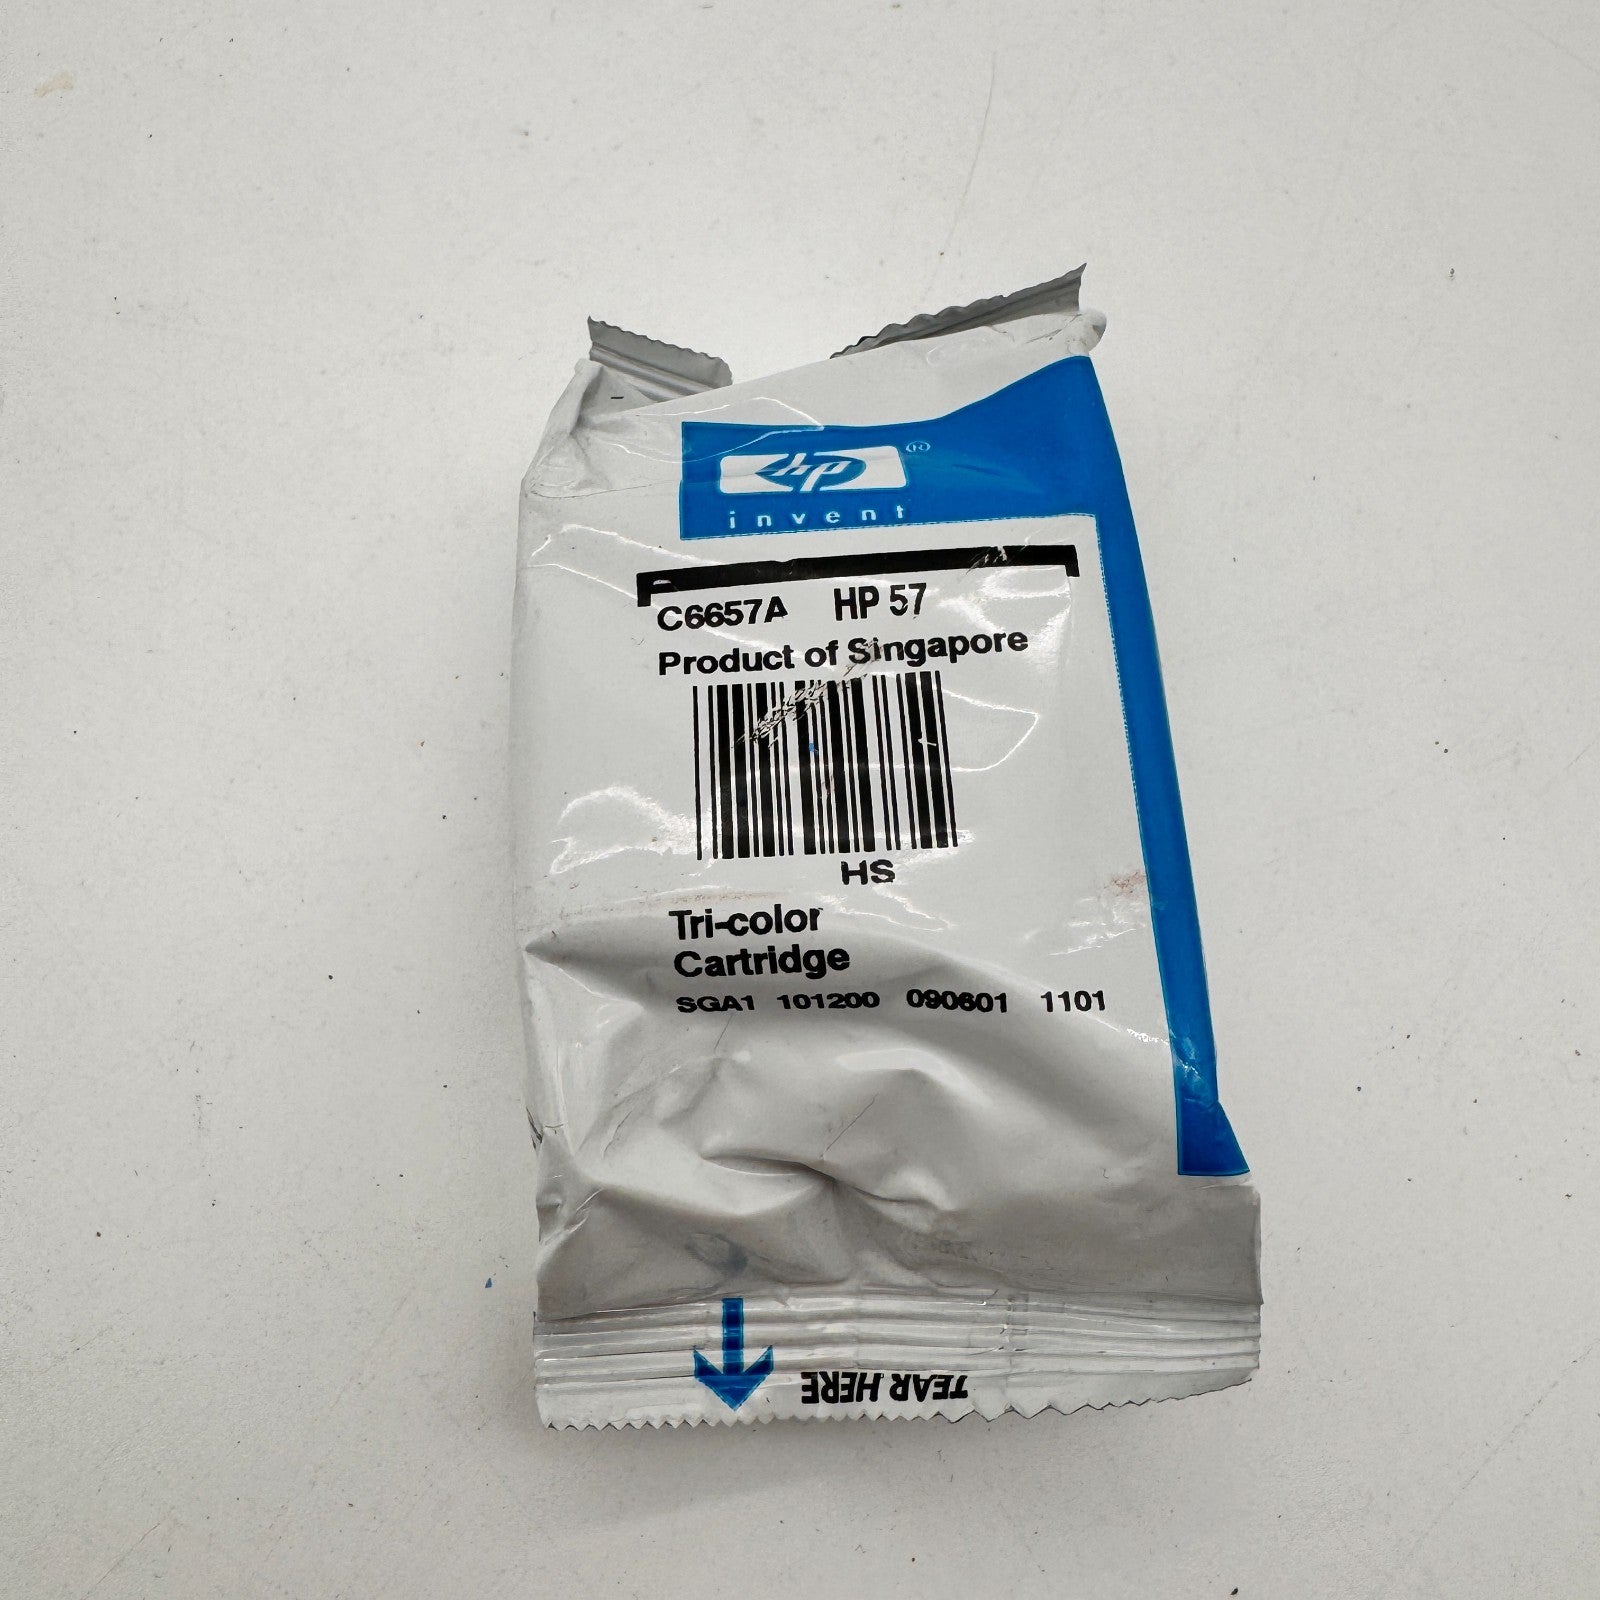 hp ®
invent
C6657A HP 57
Product of Singapore
HS
Tri-color
Cartridge
SGA1 101200 090601 1101
TEAR HERE